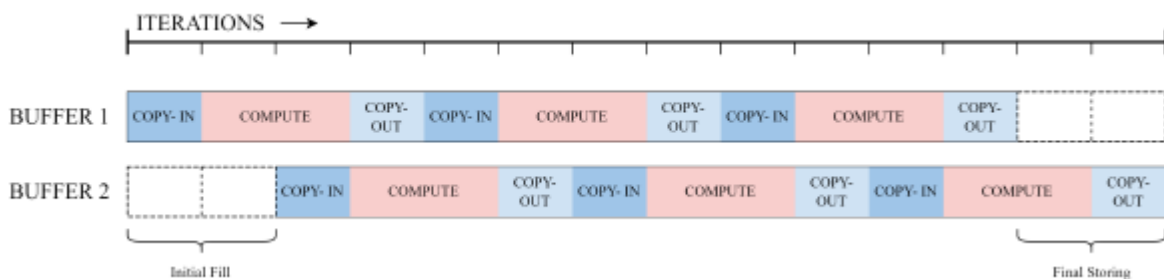 ITERATIONS
BUFFER 1
COPY- IN
COMPUTE
COPY-
OUT
COPY- IN
COMPUTE
COPY-
OUT
COPY- IN
COMPUTE
COPY-
OUT
BUFFER 2
COPY- IN
COMPUTE
COPY-
OUT
COPY- IN
COMPUTE
COPY-
OUT
COPY- IN
COMPUTE
COPY-
OUT
Initial Fill
Final Storing